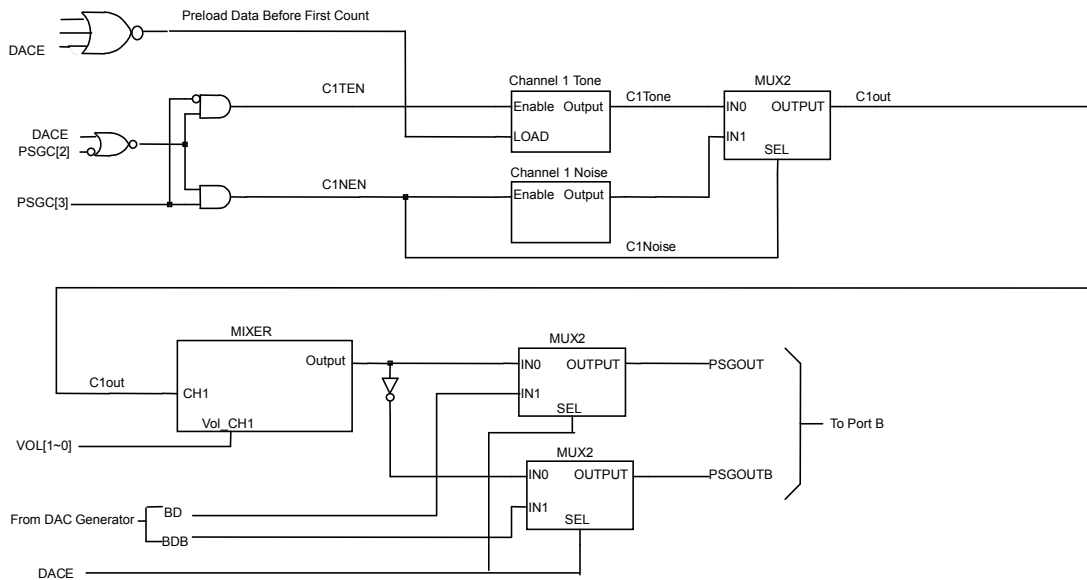 Preload Data Before First Count
DACE
Channel 1 Tone
MUX2
C1TEN
Enable Output
C1Tone
IN0 OUTPUT
C1out
LOAD
IN1
DACE
PSGC[2]
SEL
Channel 1 Noise
C1NEN
Enable Output
PSGC[3]
C1Noise
MIXER
MUX2
Output
IN0 OUTPUT
PSGOUT
C1out
CH1
IN1
SEL
Vol_CH1
To Port B
VOL[1~0]
MUX2
IN0 OUTPUT
PSGOUTB
IN1
BD
From DAC Generator
SEL
BDB
DACE